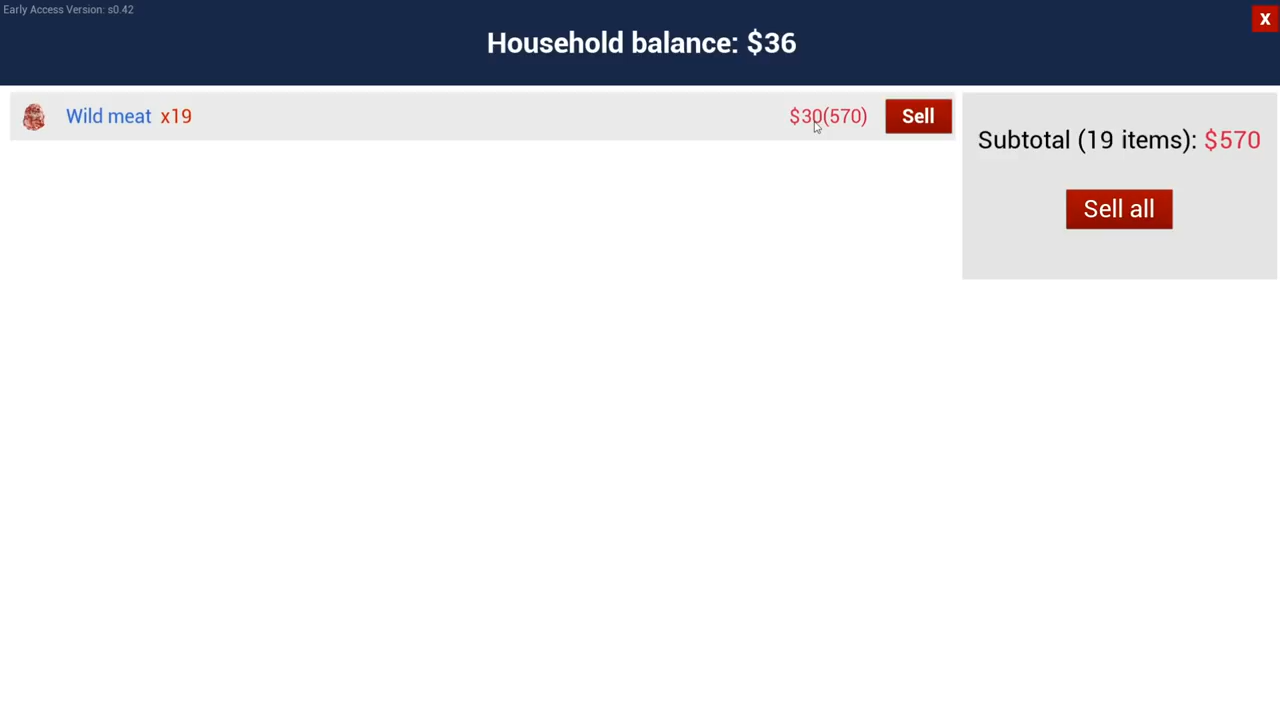 Early Access Version: s0.42
X
Household balance: $36
Wild meat x19 $30(570) Sell
Subtotal (19 items): $570
Sell all